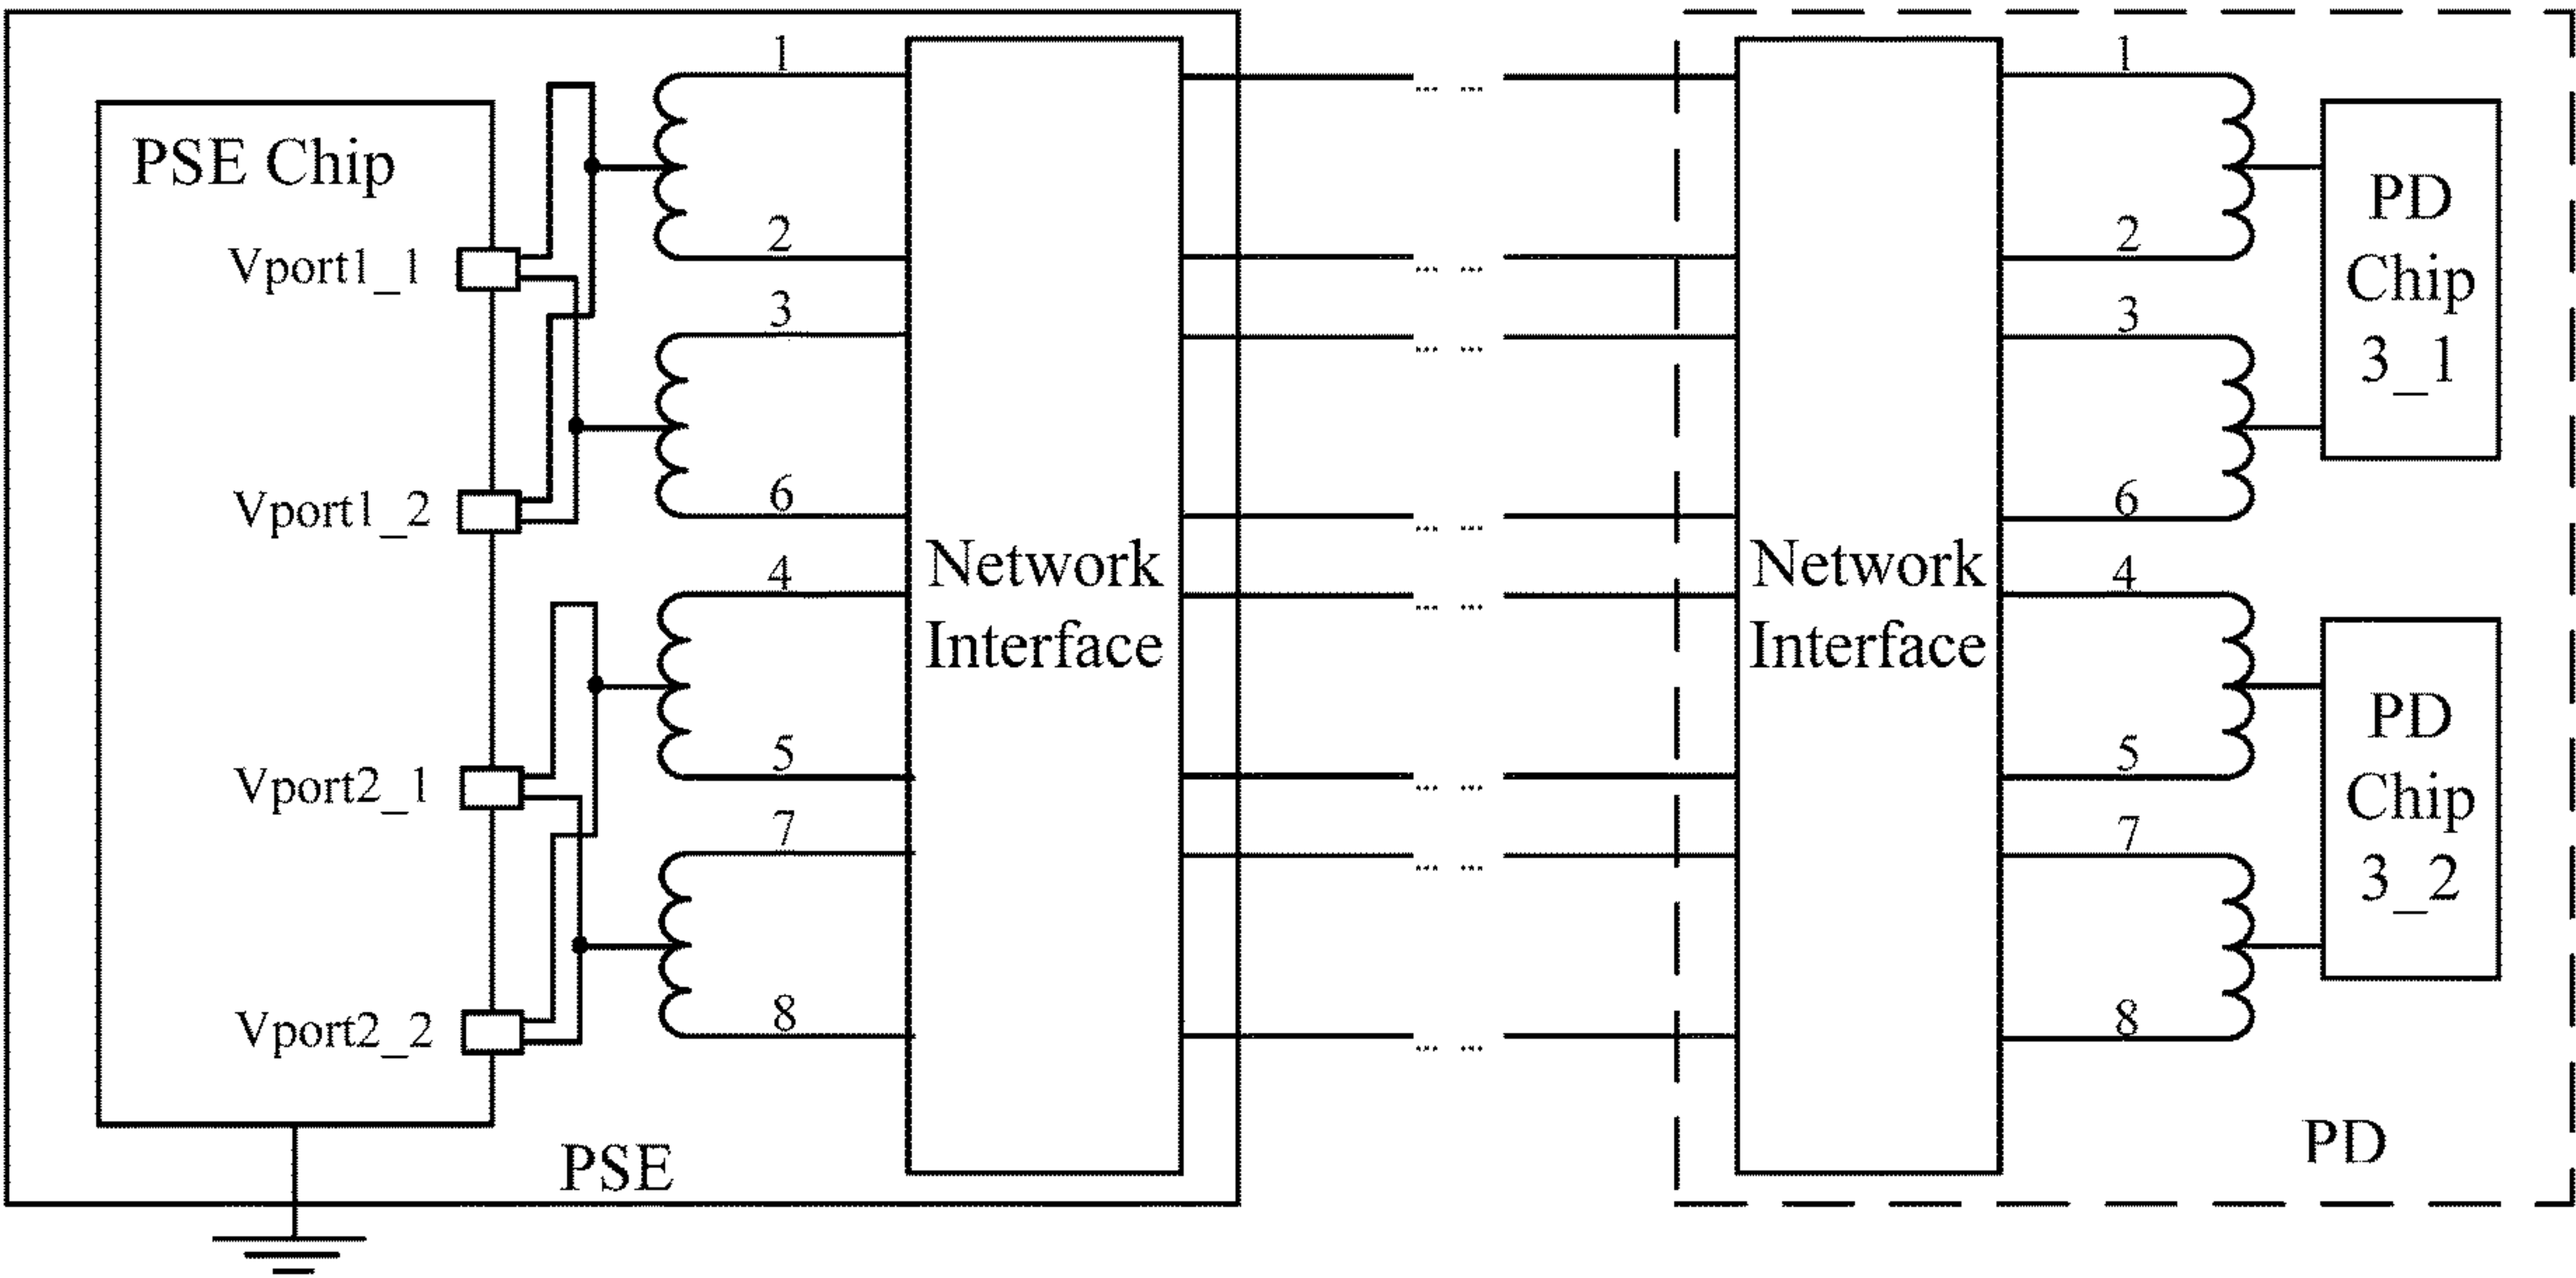 PSE Chip
Vport1_1
Vport1_2
Vport2_1
Vport2_2
1
2
3
6
4
5
7
8
Network
Interface
PSE
... ...
... ...
... ...
... ...
... ...
... ...
... ...
... ...
Network
Interface
1
2
3
6
4
5
7
8
PD
Chip
3_1
PD
Chip
3_2
PD